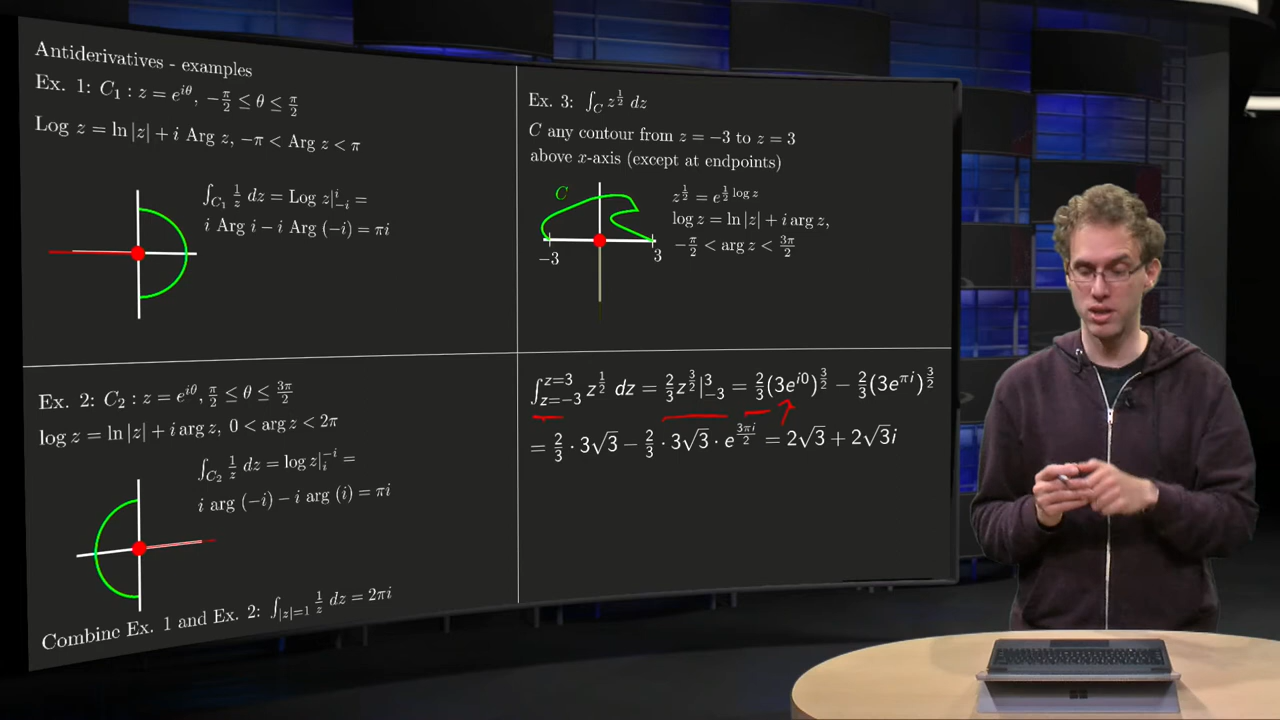 Antiderivatives - examples
Ex. 1: C₁ : z = e^{iθ}, −π/2 ≤ θ ≤ π/2
Log z = ln |z| + i Arg z, −π < Arg z < π
∫_{C₁} 1/z dz = Log z|_{−i}^{i} =
i Arg i − i Arg (−i) = πi
Ex. 2: C₂ : z = e^{iθ}, π/2 ≤ θ ≤ 3π/2
log z = ln |z| + i arg z, 0 < arg z < 2π
∫_{C₂} 1/z dz = log z|_{i}^{−i} =
i arg (−i) − i arg (i) = πi
Combine Ex. 1 and Ex. 2: ∫_{|z|=1} 1/z dz = 2πi
Ex. 3: ∫_C z^{1/2} dz
C any contour from z = −3 to z = 3
above x-axis (except at endpoints)
C
−3
3
z^{1/2} = e^{1/2 log z}
log z = ln |z| + i arg z,
−π/2 < arg z < 3π/2
∫_{z=−3}^{z=3} z^{1/2} dz = 2/3 z^{3/2}|_{−3}^{3} = 2/3 (3e^{i0})^{3/2} − 2/3 (3e^{πi})^{3/2}
= 2/3 · 3√3 − 2/3 · 3√3 · e^{3πi/2} = 2√3 + 2√3i